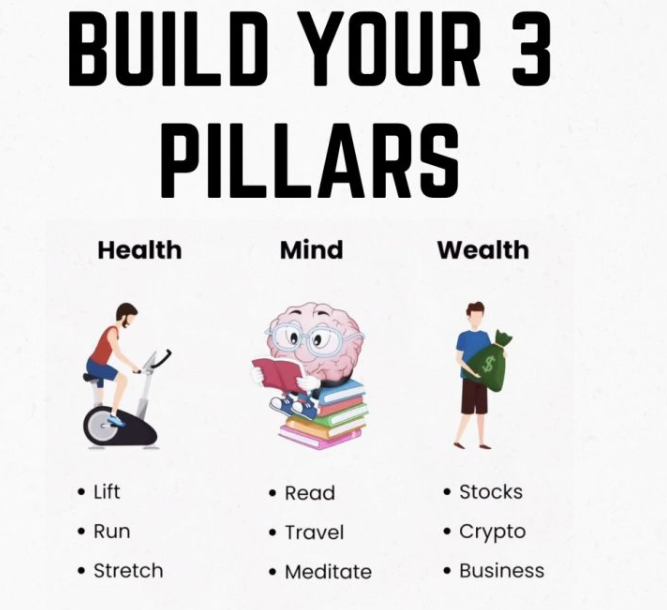 BUILD YOUR 3
PILLARS
Health
Mind
Wealth
$
• Lift
• Run
• Stretch
• Read
• Travel
• Meditate
• Stocks
• Crypto
• Business